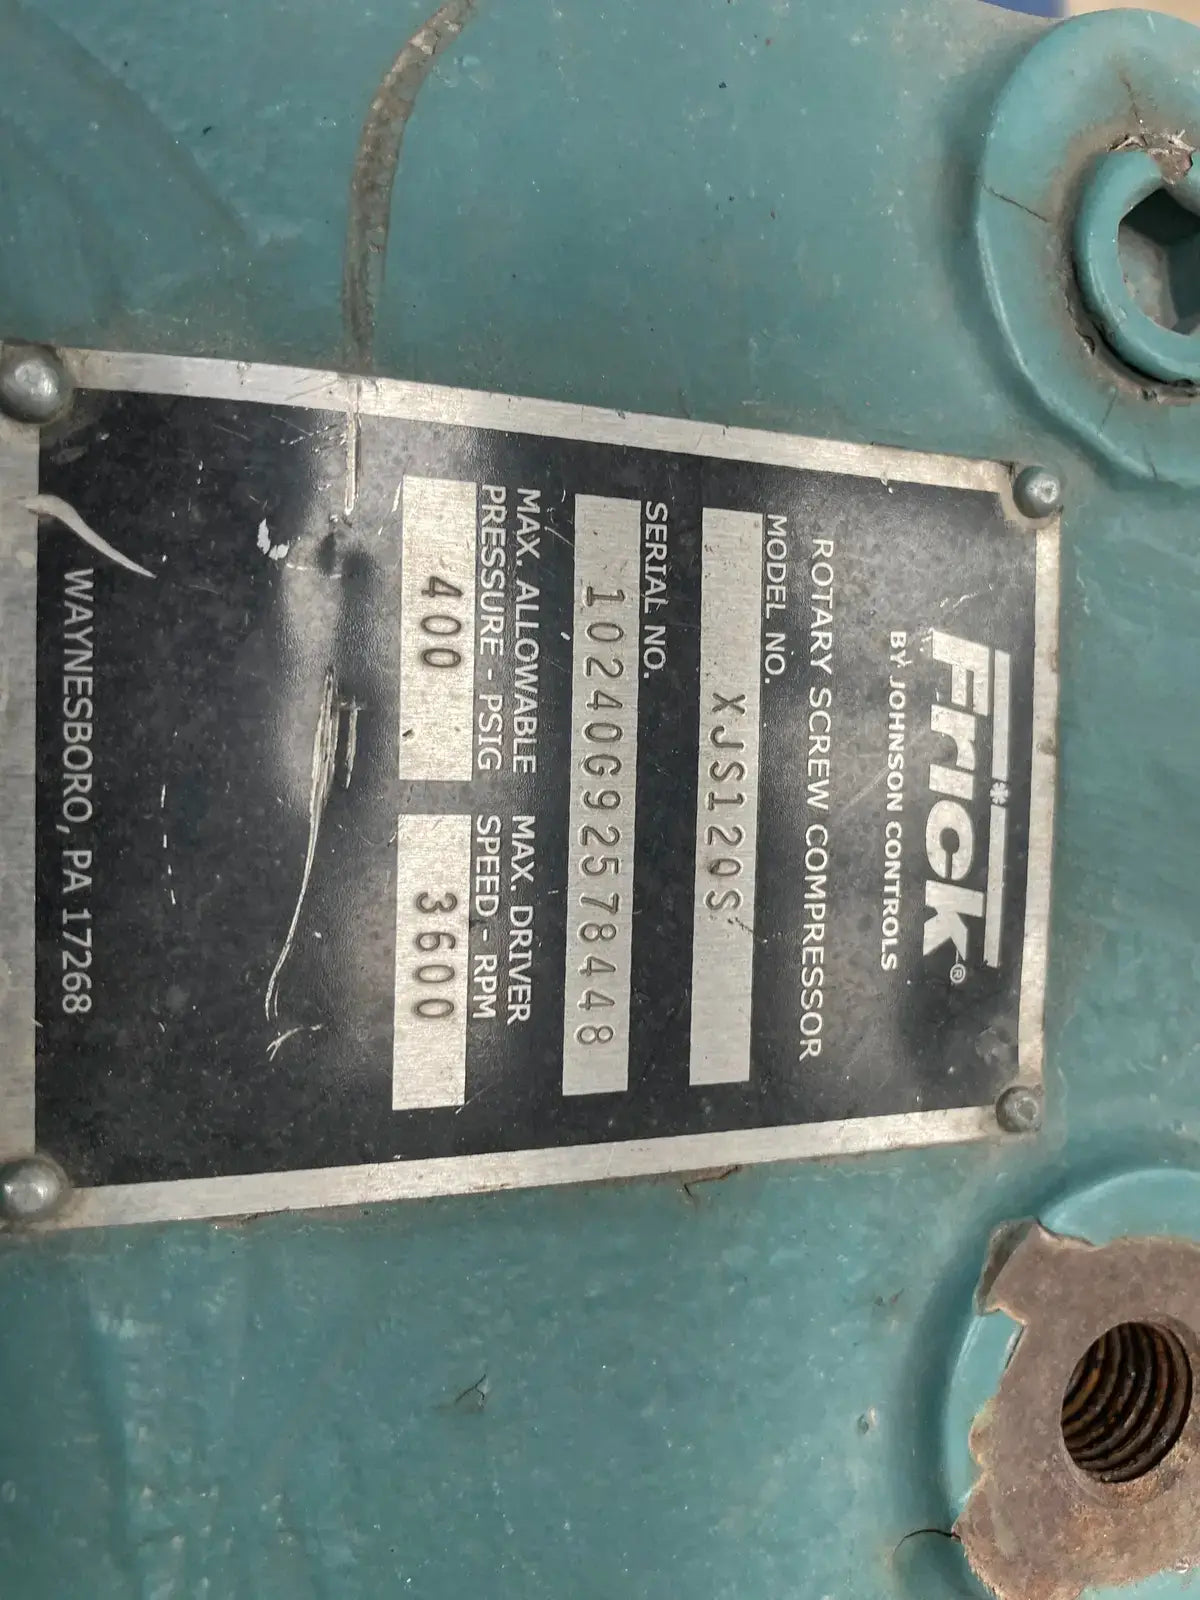 Frick®
BY JOHNSON CONTROLS
ROTARY SCREW COMPRESSOR
MODEL NO.
XJS120S
SERIAL NO.
10240G92578448
MAX. ALLOWABLE PRESSURE - PSIG
400
MAX. DRIVER SPEED - RPM
3600
WAYNESBORO, PA 17268